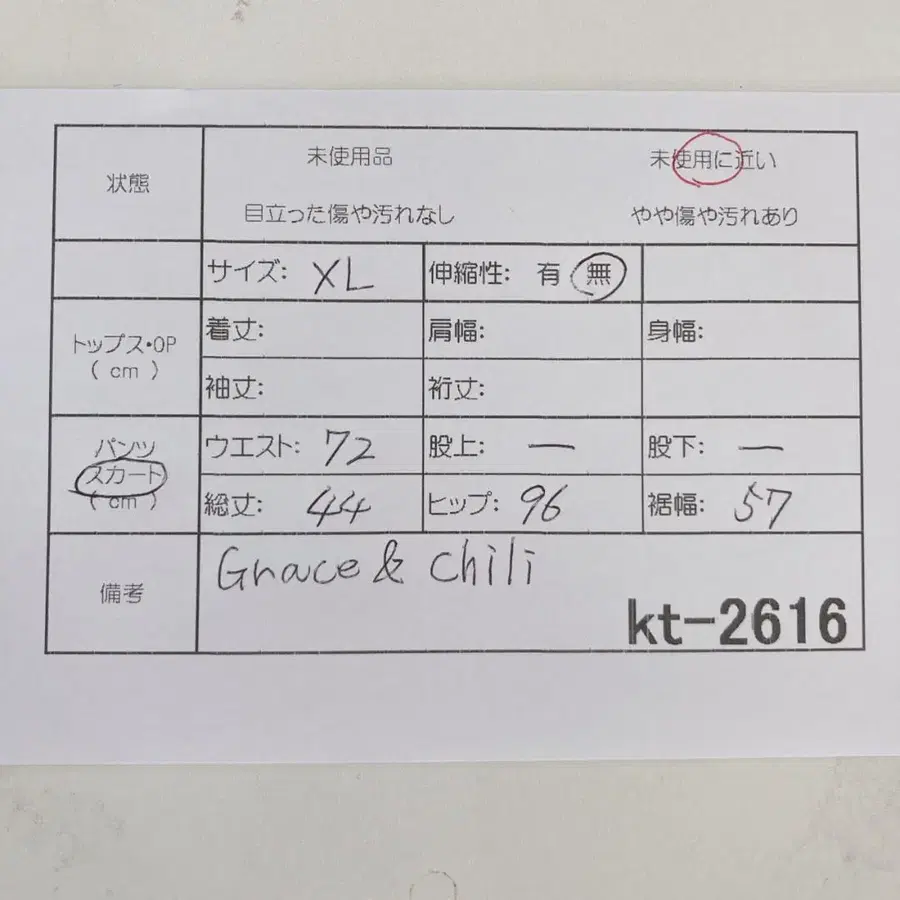 状態 未使用品 未使用に近い
目立った傷や汚れなし やや傷や汚れあり
サイズ: XL 伸縮性: 有 無
トップス・OP
( cm )
着丈: 肩幅: 身幅:
袖丈: 裄丈:
パンツ
スカート
( cm )
ウエスト: 72 股上: — 股下: —
総丈: 44 ヒップ: 96 裾幅: 57
備考 Grace & Chili
kt-2616